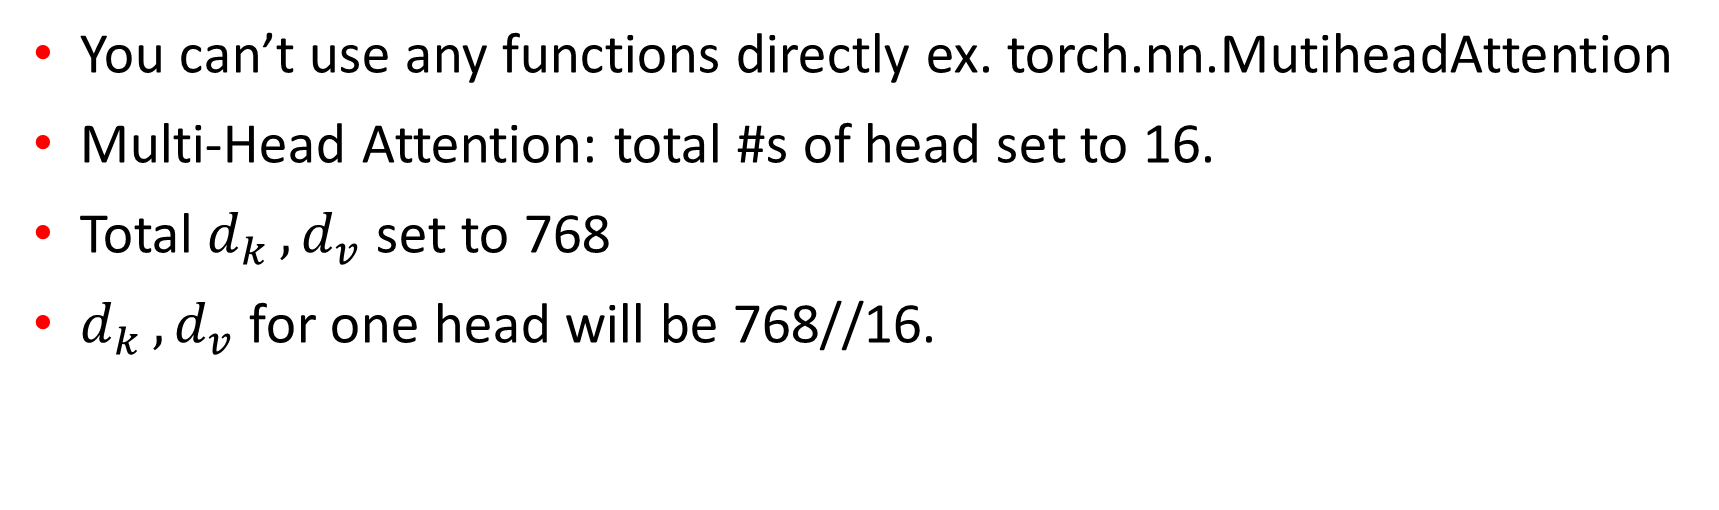 • You can’t use any functions directly ex. torch.nn.MutiheadAttention
• Multi-Head Attention: total #s of head set to 16.
• Total 𝑑ₖ , 𝑑ᵥ set to 768
• 𝑑ₖ , 𝑑ᵥ for one head will be 768//16.